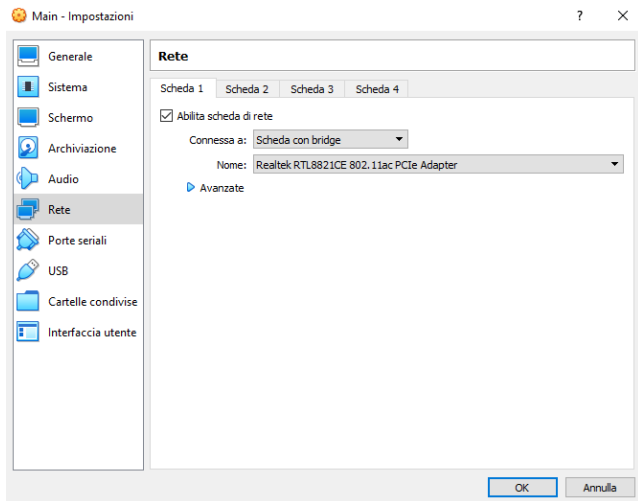 Main - Impostazioni
Generale
Sistema
Schermo
Archiviazione
Audio
Rete
Porte seriali
USB
Cartelle condivise
Interfaccia utente
Rete
Scheda 1 Scheda 2 Scheda 3 Scheda 4
Abilita scheda di rete
Connessa a: Scheda con bridge
Nome: Realtek RTL8821CE 802.11ac PCIe Adapter
Avanzate
OK Annulla